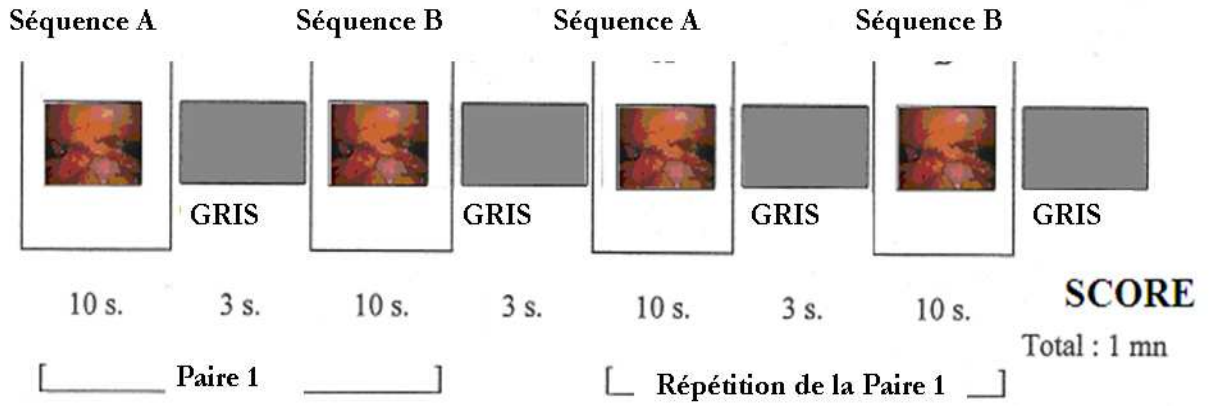 Séquence A Séquence B Séquence A Séquence B
GRIS GRIS GRIS GRIS
10 s. 3 s. 10 s. 3 s. 10 s. 3 s. 10 s. SCORE
Total : 1 mn
Paire 1 Répétition de la Paire 1